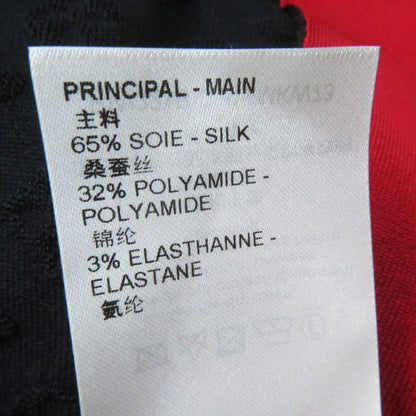 PRINCIPAL - MAIN
主料
65% SOIE - SILK
桑蚕丝
32% POLYAMIDE -
POLYAMIDE
锦纶
3% ELASTHANNE -
ELASTANE
氨纶